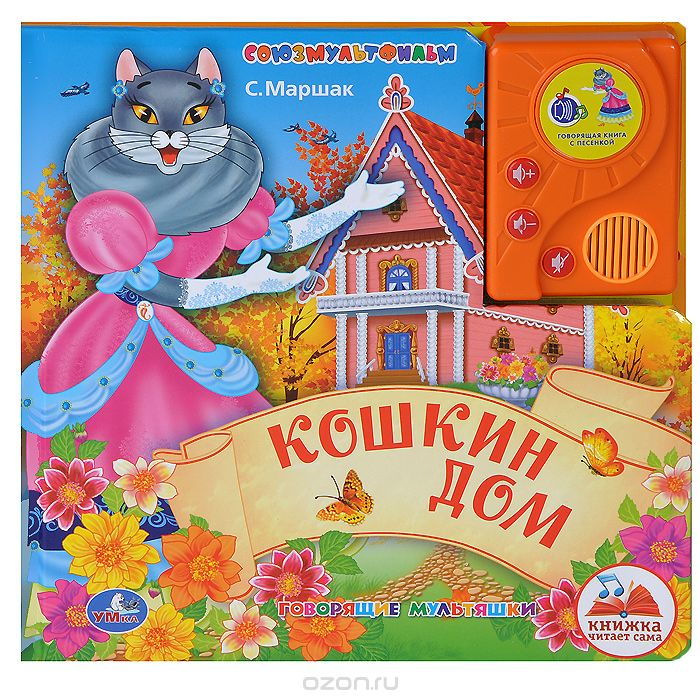 СОЮЗМУЛЬТФИЛЬМ
С. Маршак
ГОВОРЯЩАЯ КНИГА
С ПЕСЕНКОЙ
КОШКИН
ДОМ
УМка
ГОВОРЯЩИЕ МУЛЬТЯШКИ
КНИЖКА
читает сама
ozon.ru